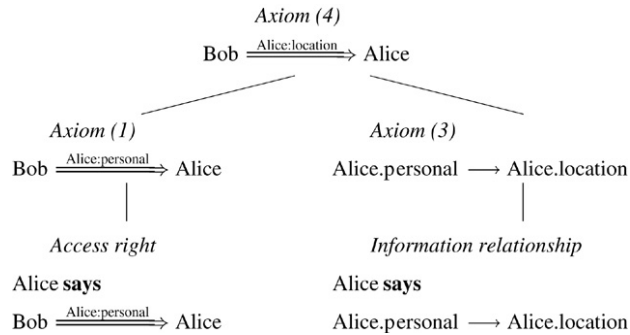 Axiom (4)
Alice:location
Bob ⟹ Alice
Axiom (1)
Axiom (3)
Alice:personal
Bob ⟹ Alice
Alice.personal ⟶ Alice.location
Access right
Information relationship
Alice says
Alice says
Alice:personal
Bob ⟹ Alice
Alice.personal ⟶ Alice.location